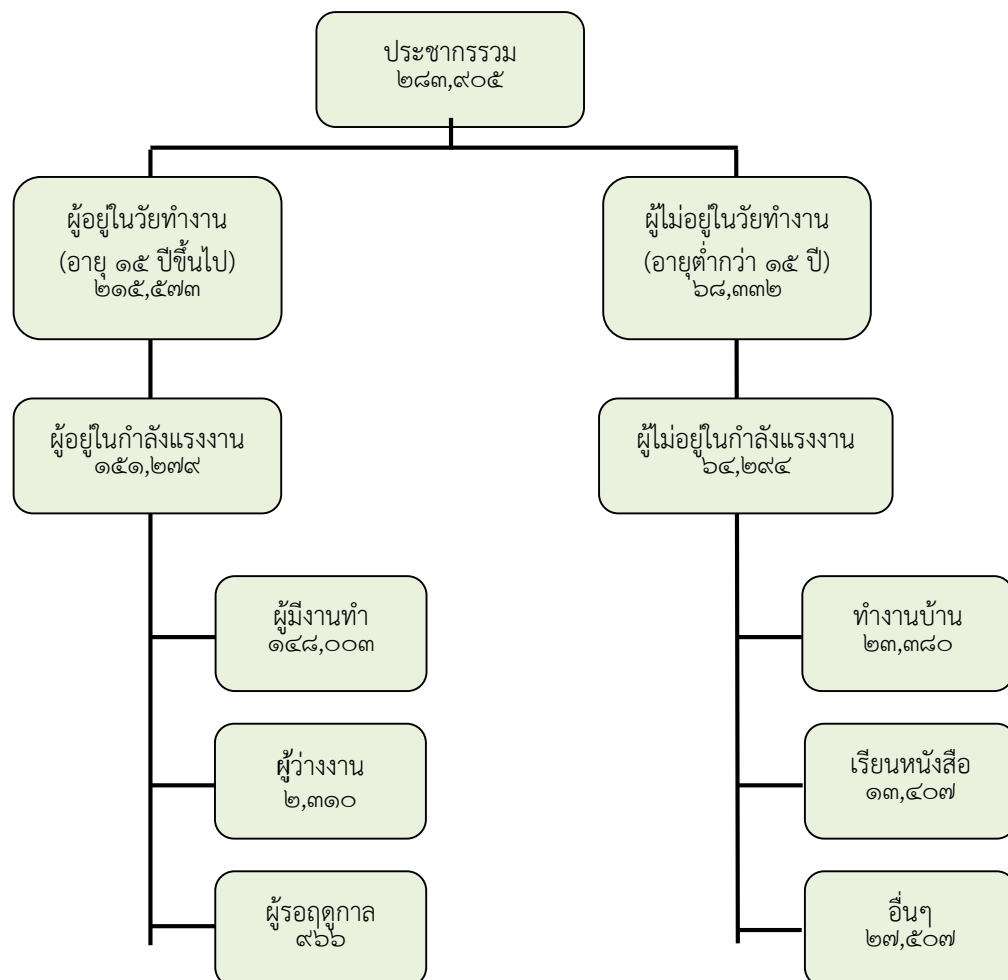 ประชากรรวม
๒๘๓,๙๐๕
ผู้อยู่ในวัยทำงาน
(อายุ ๑๕ ปีขึ้นไป)
๒๑๕,๕๗๓
ผู้ไม่อยู่ในวัยทำงาน
(อายุต่ำกว่า ๑๕ ปี)
๖๘,๓๓๒
ผู้อยู่ในกำลังแรงงาน
๑๕๑,๒๗๙
ผู้ไม่อยู่ในกำลังแรงงาน
๖๔,๒๙๔
ผู้มีงานทำ
๑๔๘,๐๐๓
ทำงานบ้าน
๒๓,๓๘๐
ผู้ว่างงาน
๒,๓๑๐
เรียนหนังสือ
๑๓,๔๐๗
ผู้รอฤดูกาล
๙๖๖
อื่นๆ
๒๗,๕๐๗